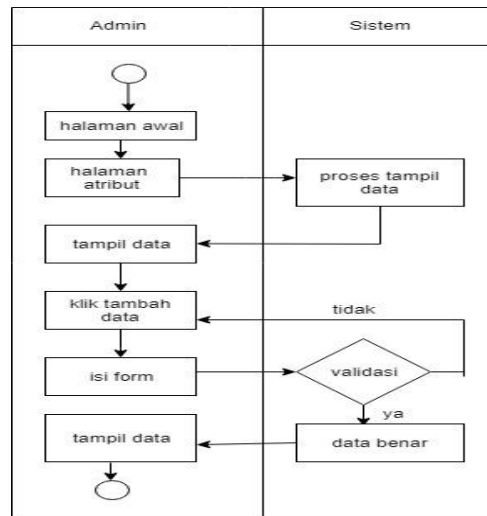 Admin
Sistem
halaman awal
halaman
atribut
proses tampil
data
tampil data
klik tambah
data
tidak
isi form
validasi
ya
tampil data
data benar